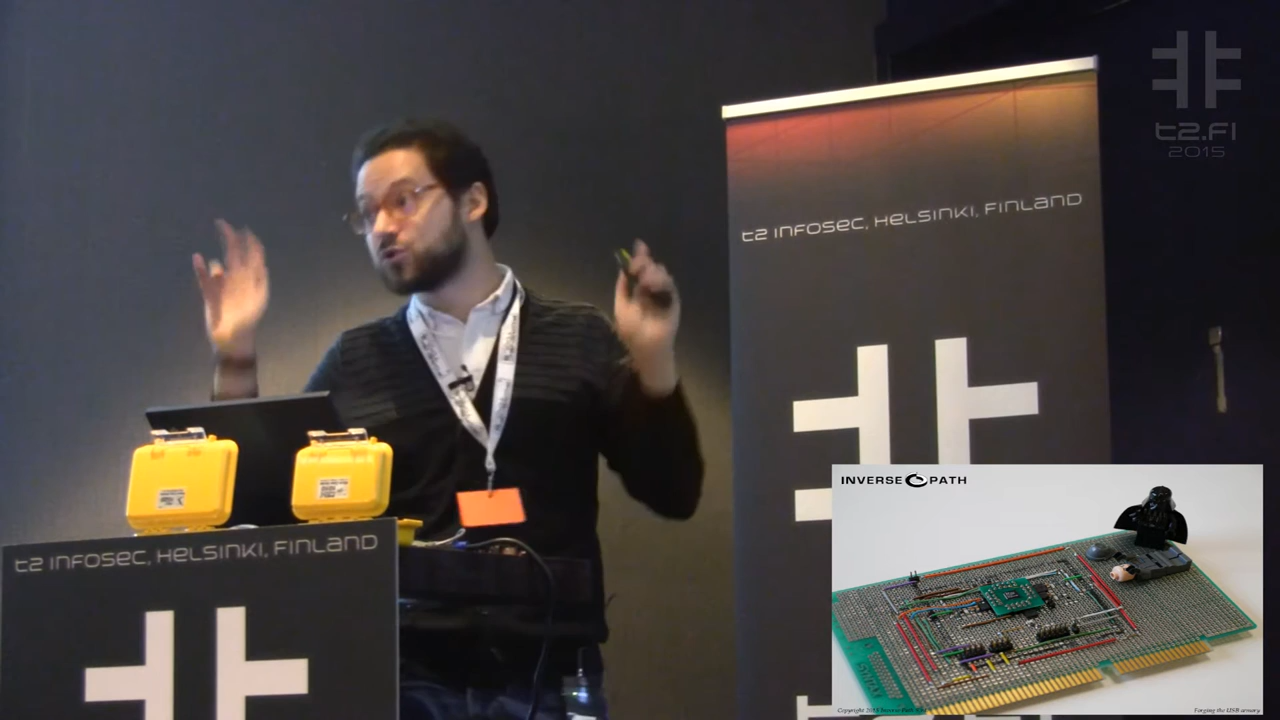 t2.FI
2015
t2 INFOSEC, HELSINKI, FINLAND
t2 INFOSEC, HELSINKI, FINLAND
INVERSE PATH
Forging the USB armory